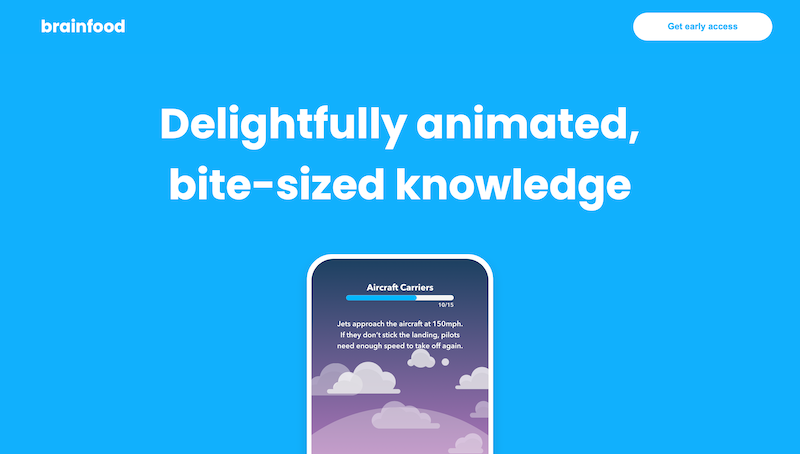 brainfood
Get early access
Delightfully animated,
bite-sized knowledge
Aircraft Carriers
10/15
Jets approach the aircraft at 150mph.
If they don't stick the landing, pilots
need enough speed to take off again.